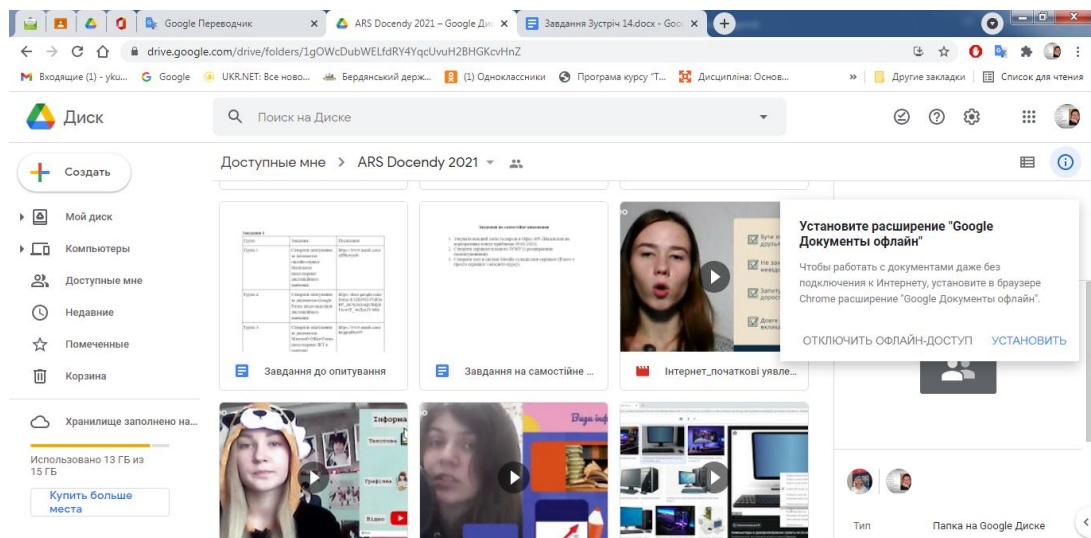 Google Переводчик
ARS Docendy 2021 – Google Ди
Завдання Зустріч 14.docx - Goo
drive.google.com/drive/folders/1gOWcDubWELfdRY4YqcUvuH2BHGKcvHnZ
Входящие (1) - yku...
Google
UKR.NET: Все ново...
Бердянський держ...
(1) Одноклассники
Програма курсу "Т...
Дисципліна: Основ...
»
Другие закладки
Список для чтения
Диск
Поиск на Диске
Создать
Доступные мне > ARS Docendy 2021
Мой диск
Компьютеры
Доступные мне
Недавние
Помеченные
Корзина
Хранилище заполнено на...
Использовано 13 ГБ из
15 ГБ
Купить больше
места
Завдання до опитування
Завдання на самостійне ...
Інтернет_початкові уявле...
Информа
Види інф
Відео
Установите расширение "Google
Документы офлайн"
Чтобы работать с документами даже без
подключения к Интернету, установите в браузере
Chrome расширение "Google Документы офлайн".
ОТКЛЮЧИТЬ ОФЛАЙН-ДОСТУП УСТАНОВИТЬ
Тип
Папка на Google Диске